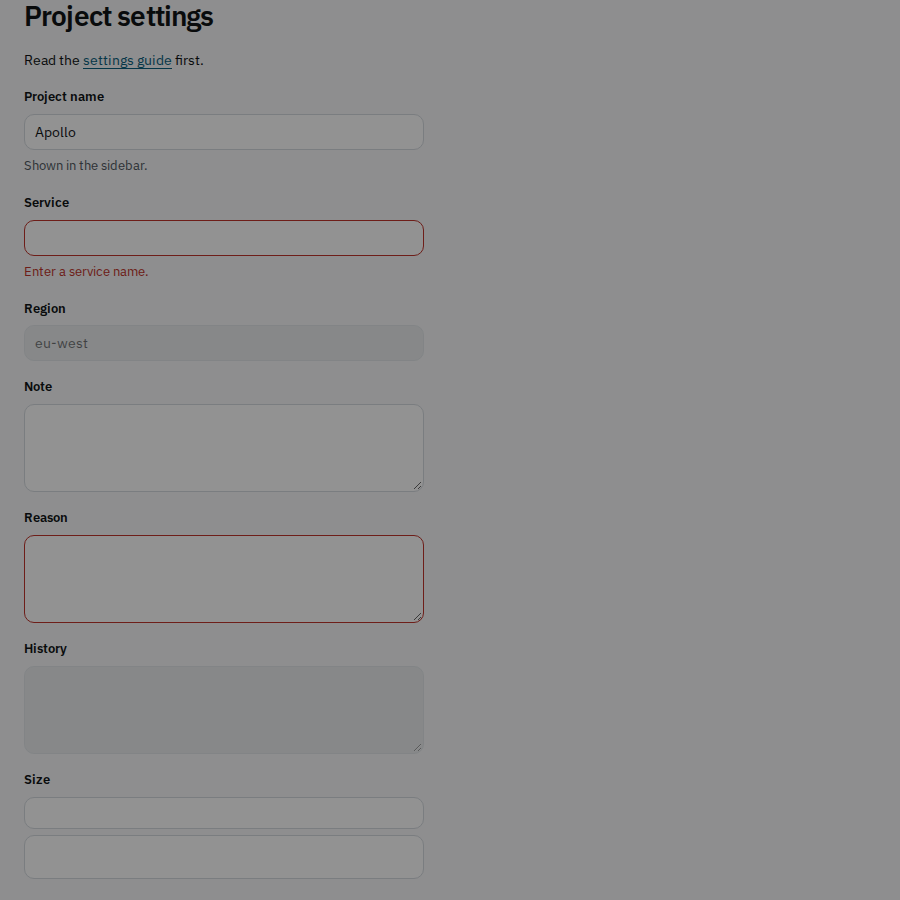 Project settings
Read the settings guide first.
Project name
Apollo
Shown in the sidebar.
Service
Enter a service name.
Region
eu-west
Note
Reason
History
Size